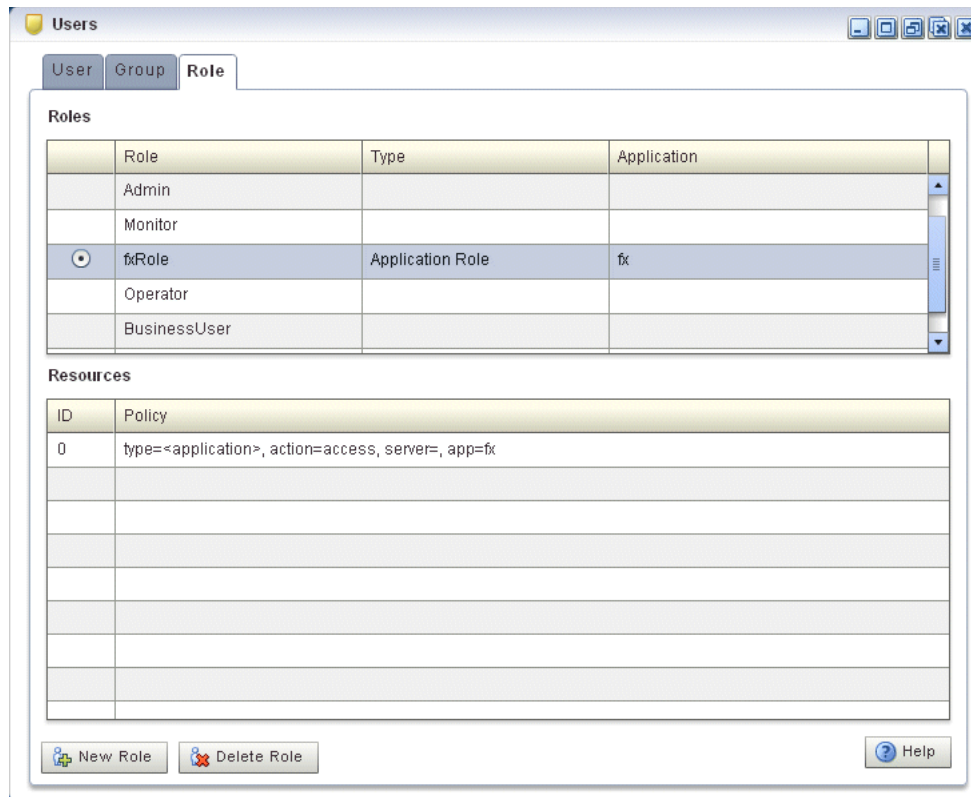 Users
User Group Role
Roles
Role Type Application
Admin
Monitor
fxRole Application Role fx
Operator
BusinessUser
Resources
ID Policy
0 type=<application>, action=access, server=, app=fx
New Role Delete Role Help